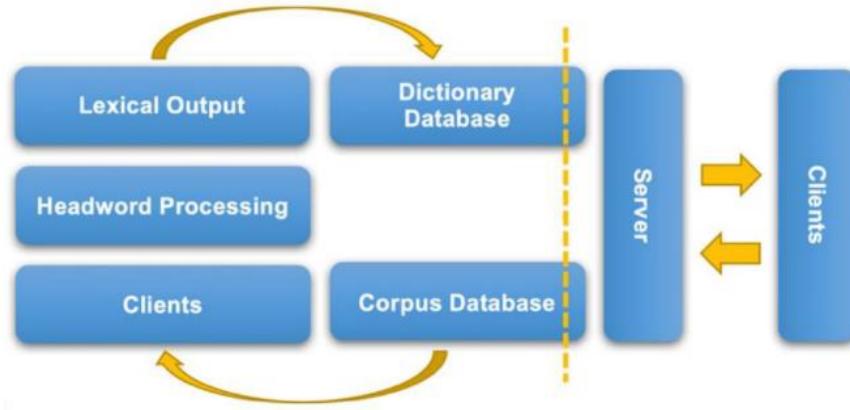 Lexical Output
Dictionary
Database
Headword Processing
Clients
Corpus Database
Server
Clients